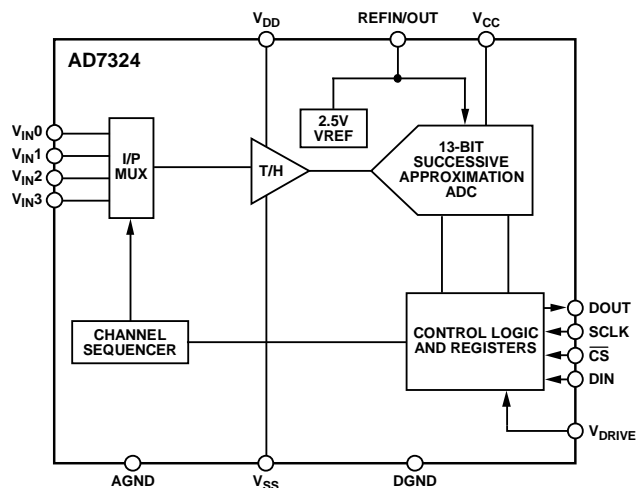 VDD
REFIN/OUT
VCC
AD7324
VIN0
VIN1
VIN2
VIN3
I/P
MUX
2.5V
VREF
T/H
13-BIT
SUCCESSIVE
APPROXIMATION
ADC
CHANNEL
SEQUENCER
CONTROL LOGIC
AND REGISTERS
DOUT
SCLK
CS
DIN
VDRIVE
AGND
VSS
DGND